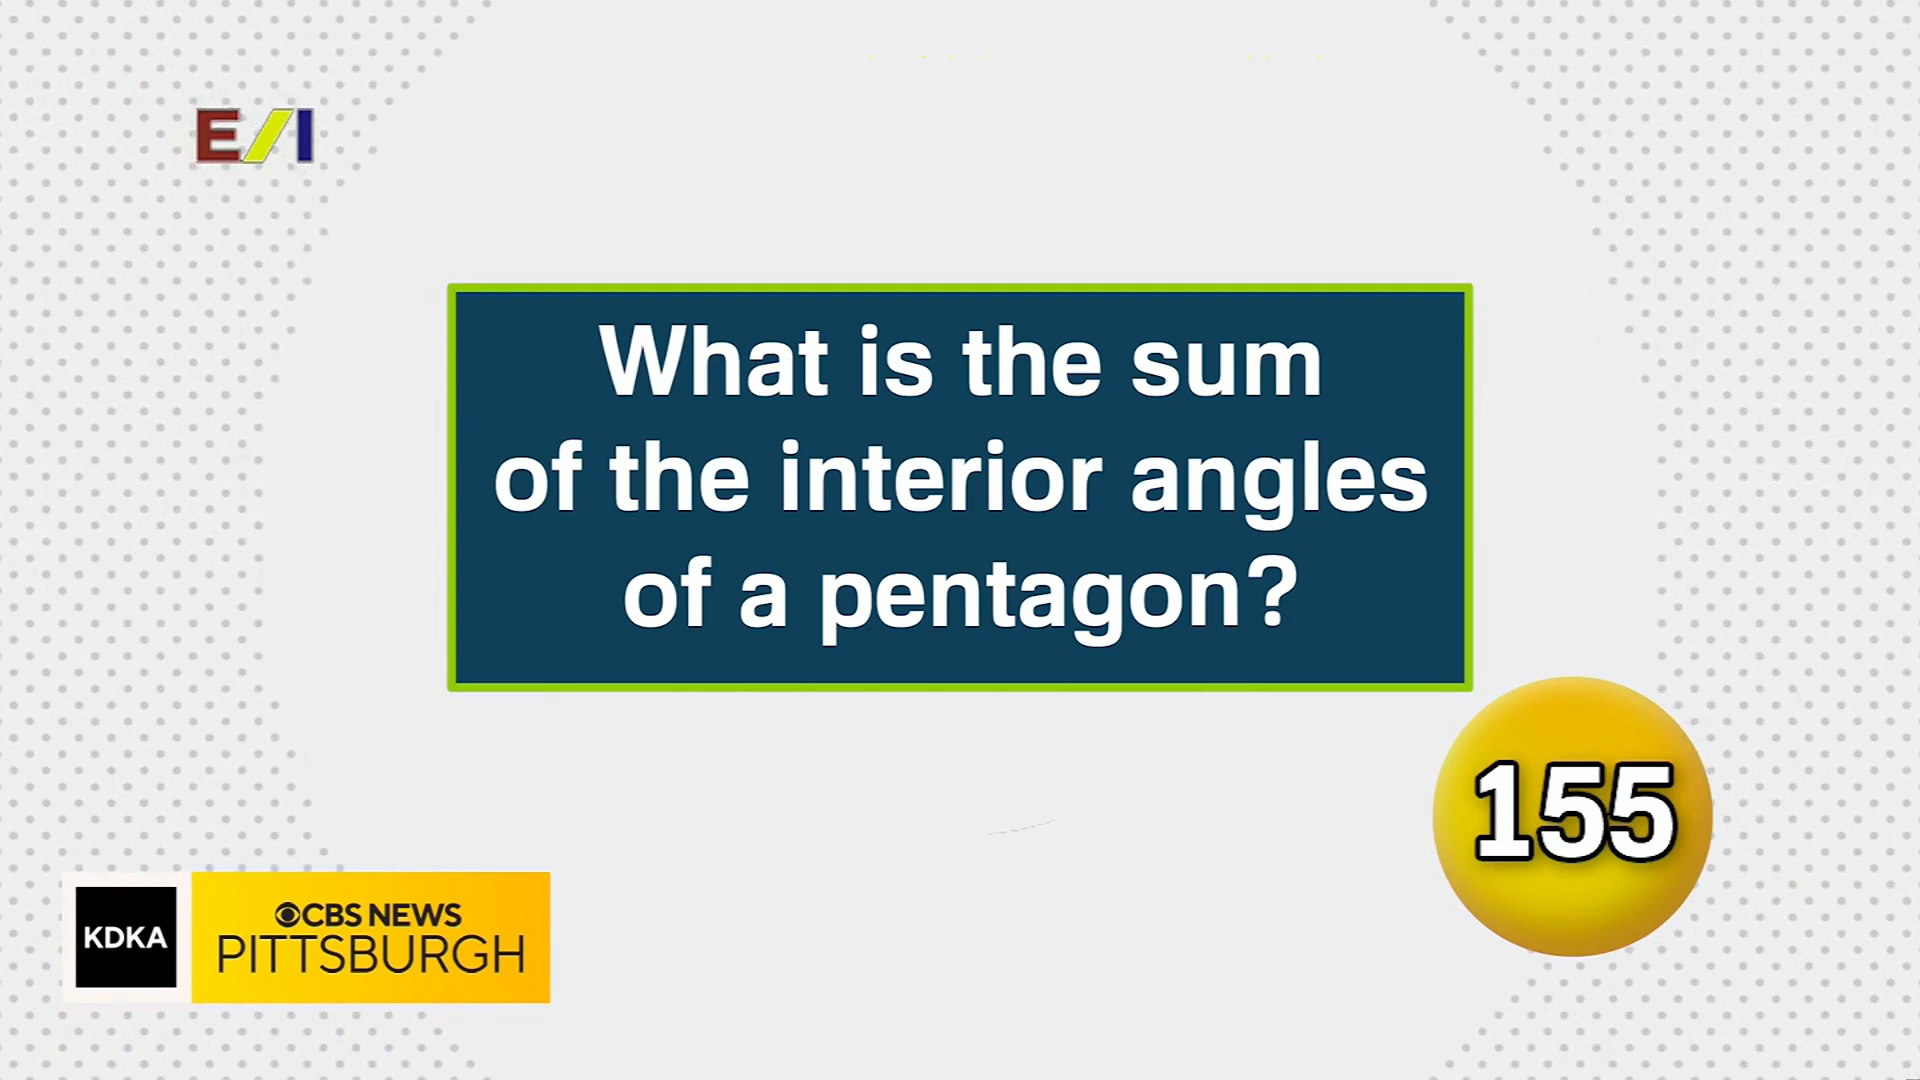 E/I
What is the sum
of the interior angles
of a pentagon?
155
KDKA
CBS NEWS
PITTSBURGH